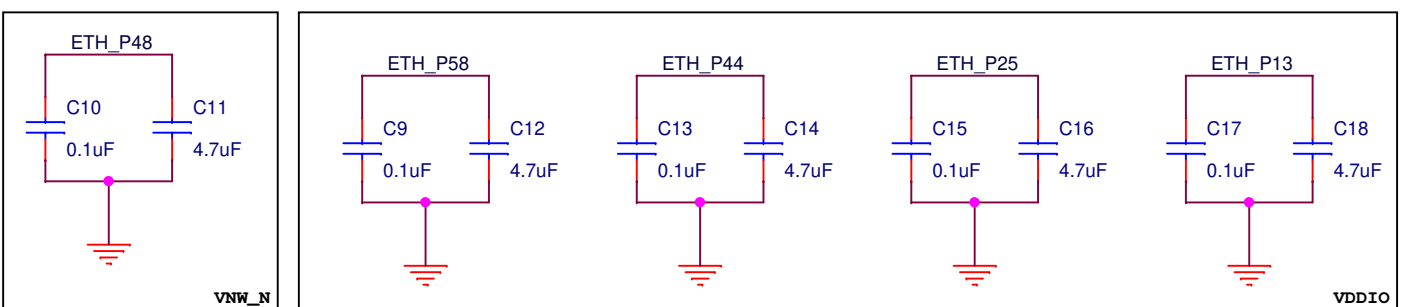 ETH_P48
C10
0.1uF
C11
4.7uF
VNW_N
ETH_P58
C9
0.1uF
C12
4.7uF
ETH_P44
C13
0.1uF
C14
4.7uF
ETH_P25
C15
0.1uF
C16
4.7uF
ETH_P13
C17
0.1uF
C18
4.7uF
VDDIO